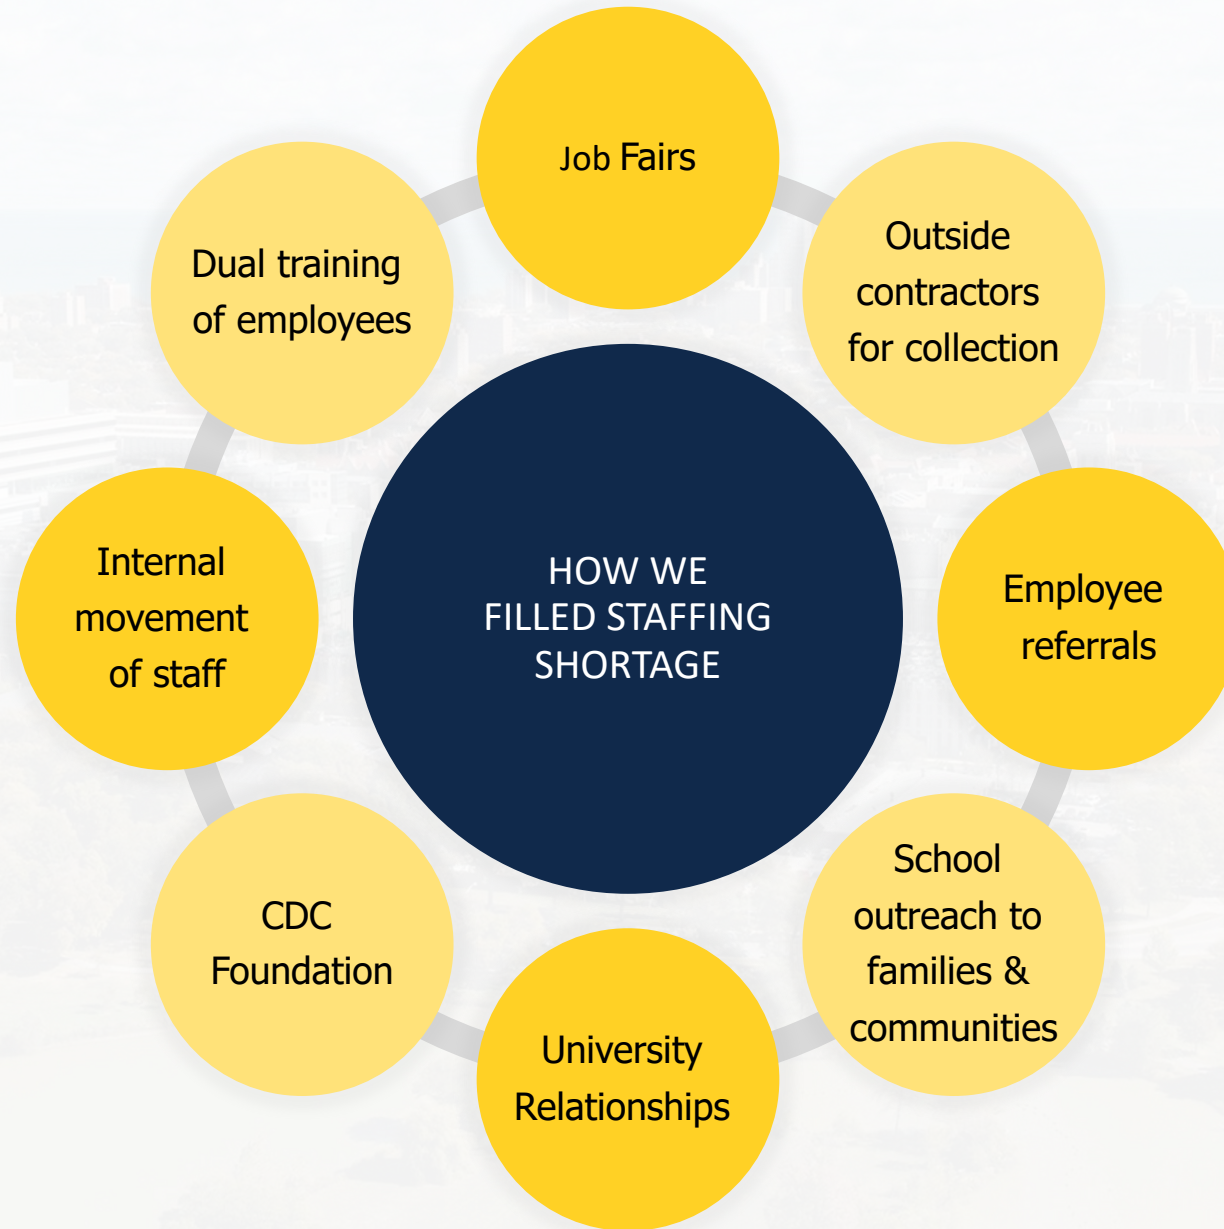 Job Fairs
Outside
contractors
for collection
Employee
referrals
School
outreach to
families &
communities
University
Relationships
CDC
Foundation
Internal
movement
of staff
Dual training
of employees
HOW WE
FILLED STAFFING
SHORTAGE